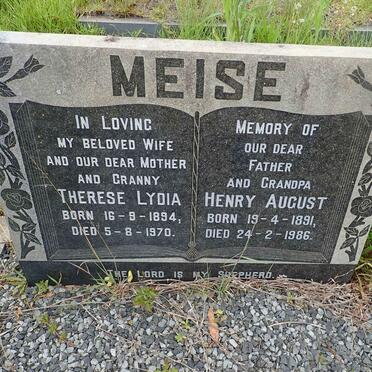 MEISE
IN LOVING
MY BELOVED WIFE
AND OUR DEAR MOTHER
AND GRANNY
THERESE LYDIA
BORN 16-9-1894,
DIED 5-8-1970.
MEMORY OF
OUR DEAR
FATHER
AND GRANDPA
HENRY AUGUST
BORN 19-4-1891,
DIED 24-2-1986.
THE LORD IS MY SHEPHERD.